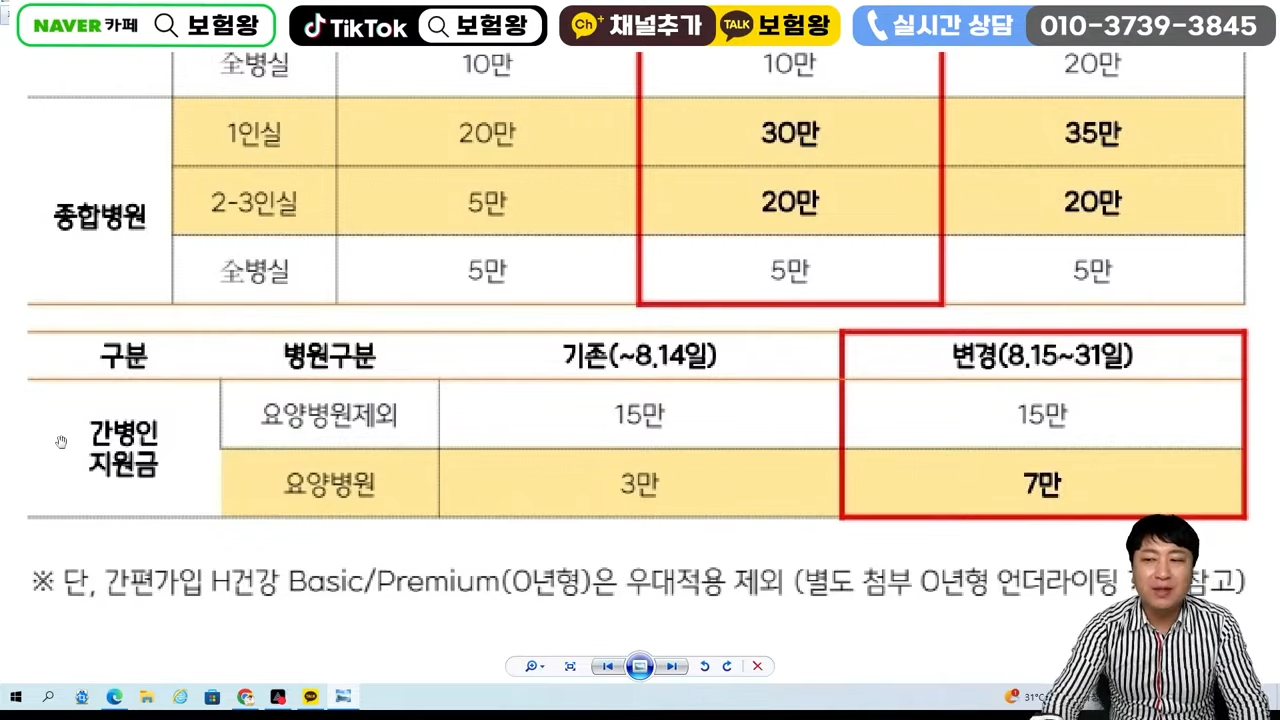 NAVER 카페 보험왕 TikTok 보험왕 Ch+ 채널추가 TALK 보험왕 실시간 상담 010-3739-3845
全병실 10만 10만 20만
1인실 20만 30만 35만
2-3인실 5만 20만 20만
종합병원
全병실 5만 5만 5만
구분 병원구분 기존(~8.14일) 변경(8.15~31일)
요양병원제외 15만 15만
간병인
지원금
요양병원 3만 7만
※ 단, 간편가입 H건강 Basic/Premium(0년형)은 우대적용 제외 (별도 첨부 0년형 언더라이팅 참고)
31°C